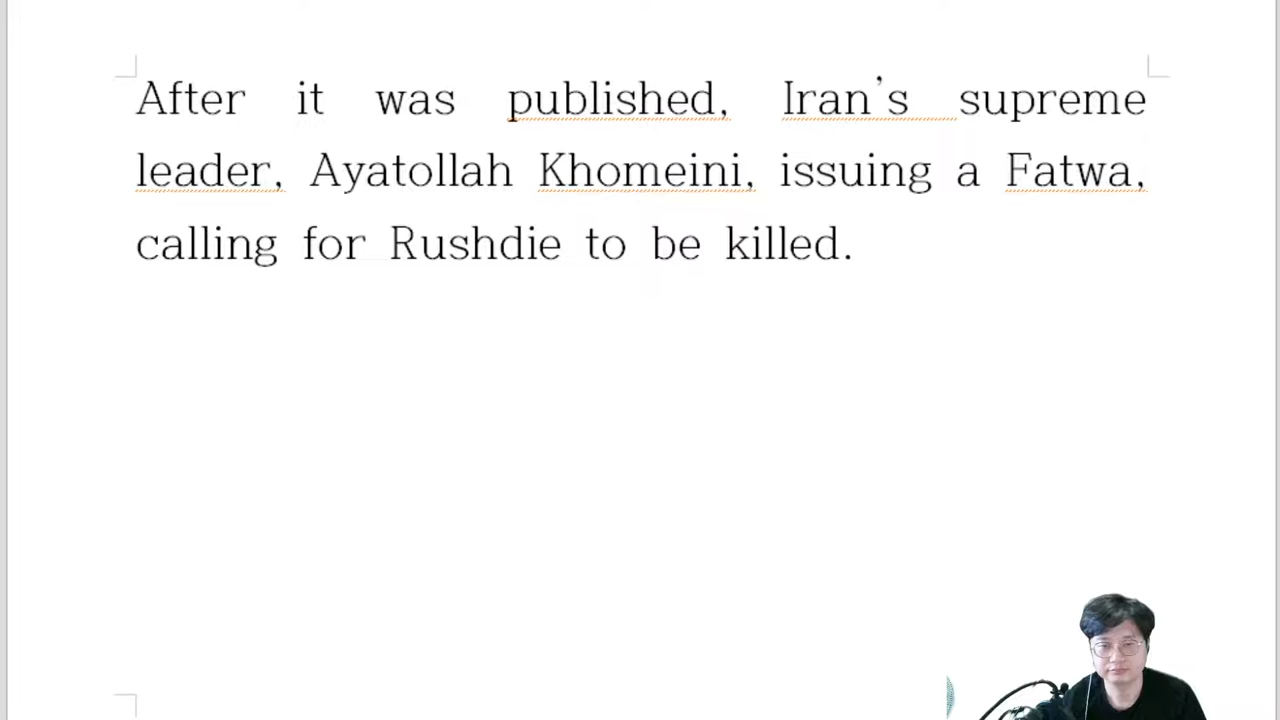 After it was published, Iran's supreme
leader, Ayatollah Khomeini, issuing a Fatwa,
calling for Rushdie to be killed.